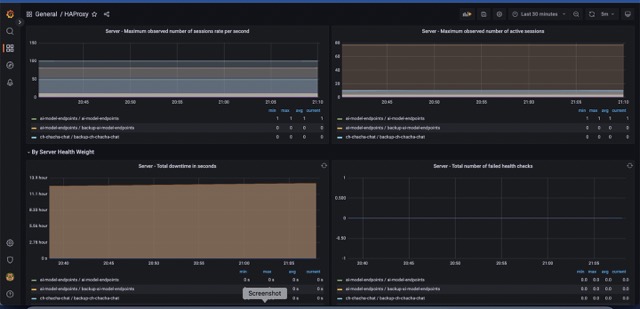 General / HAProxy
Last 30 minutes
5m
Server - Maximum observed number of sessions rate per second
150
100
50
0
20:45 20:50 20:55 21:00 21:05 21:10
min max avg current
ai-model-endpoints / ai-model-endpoints 1 1 1 1
ai-model-endpoints / backup-ai-model-endpoints 0 0 0 0
ch-chacha-chat / backup-ch-chacha-chat 0 0 0 0
Server - Maximum observed number of active sessions
80
60
40
20
0
20:45 20:50 20:55 21:00 21:05 21:10
min max avg current
ai-model-endpoints / ai-model-endpoints 1 1 1 1
ai-model-endpoints / backup-ai-model-endpoints 0 0 0 0
ch-chacha-chat / backup-ch-chacha-chat 0 0 0 0
By Server Health Weight
Server - Total downtime in seconds
13.9 hour
11.1 hour
8.33 hour
5.56 hour
2.78 hour
0 s
20:40 20:45 20:50 20:55 21:00 21:05
min max avg current
ai-model-endpoints / ai-model-endpoints 0 s 0 s 0 s 0 s
ai-model-endpoints / backup-ai-model-endpoints 0 s 0 s 0 s
ch-chacha-chat / backup-ch-chacha-chat 0 s 0 s 0 s
Server - Total number of failed health checks
1
0.500
0
-0.50
-1
20:40 20:45 20:50 20:55 21:00 21:05
min max avg current
ai-model-endpoints / ai-model-endpoints 0.0 0.0 0.0 0.0
ai-model-endpoints / backup-ai-model-endpoints 0.0 0.0 0.0 0.0
ch-chacha-chat / backup-ch-chacha-chat 0.0 0.0 0.0 0.0
Screenshot